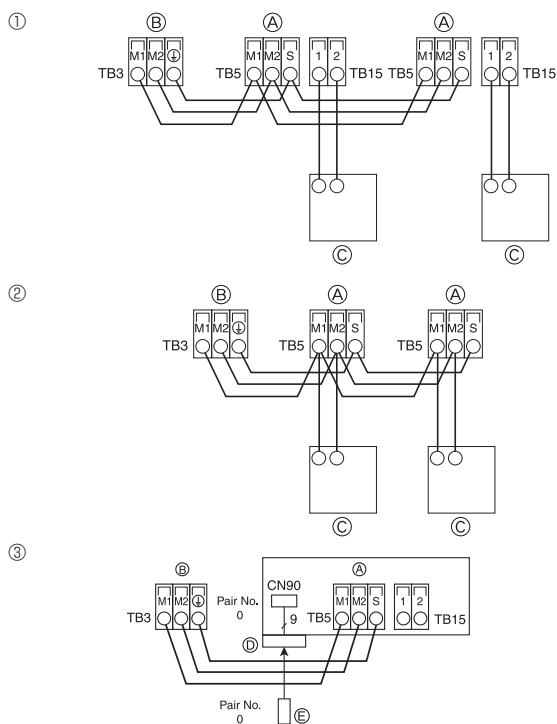 ①
Ⓑ Ⓐ Ⓐ
M1 M2 ⏚ M1 M2 S 1 2 M1 M2 S 1 2
TB3 TB5 TB15 TB5 TB15
Ⓒ Ⓒ
②
Ⓑ Ⓐ Ⓐ
M1 M2 ⏚ M1 M2 S M1 M2 S
TB3 TB5 TB5
Ⓒ Ⓒ
③
Ⓑ Ⓐ
CN90
M1 M2 ⏚ Pair No. M1 M2 S 1 2
TB3 0 9 TB5 TB15
Ⓓ
Pair No.
0 Ⓔ